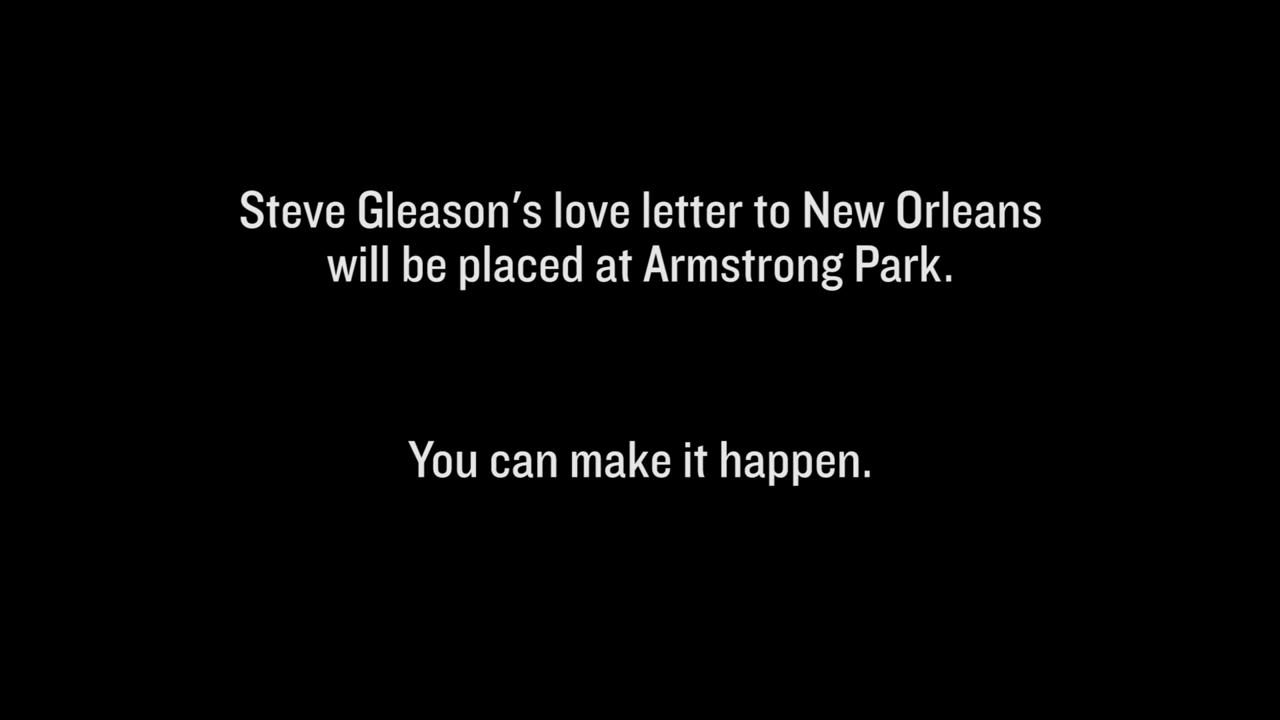 Steve Gleason′s love letter to New Orleans
will be placed at Armstrong Park.
You can make it happen.